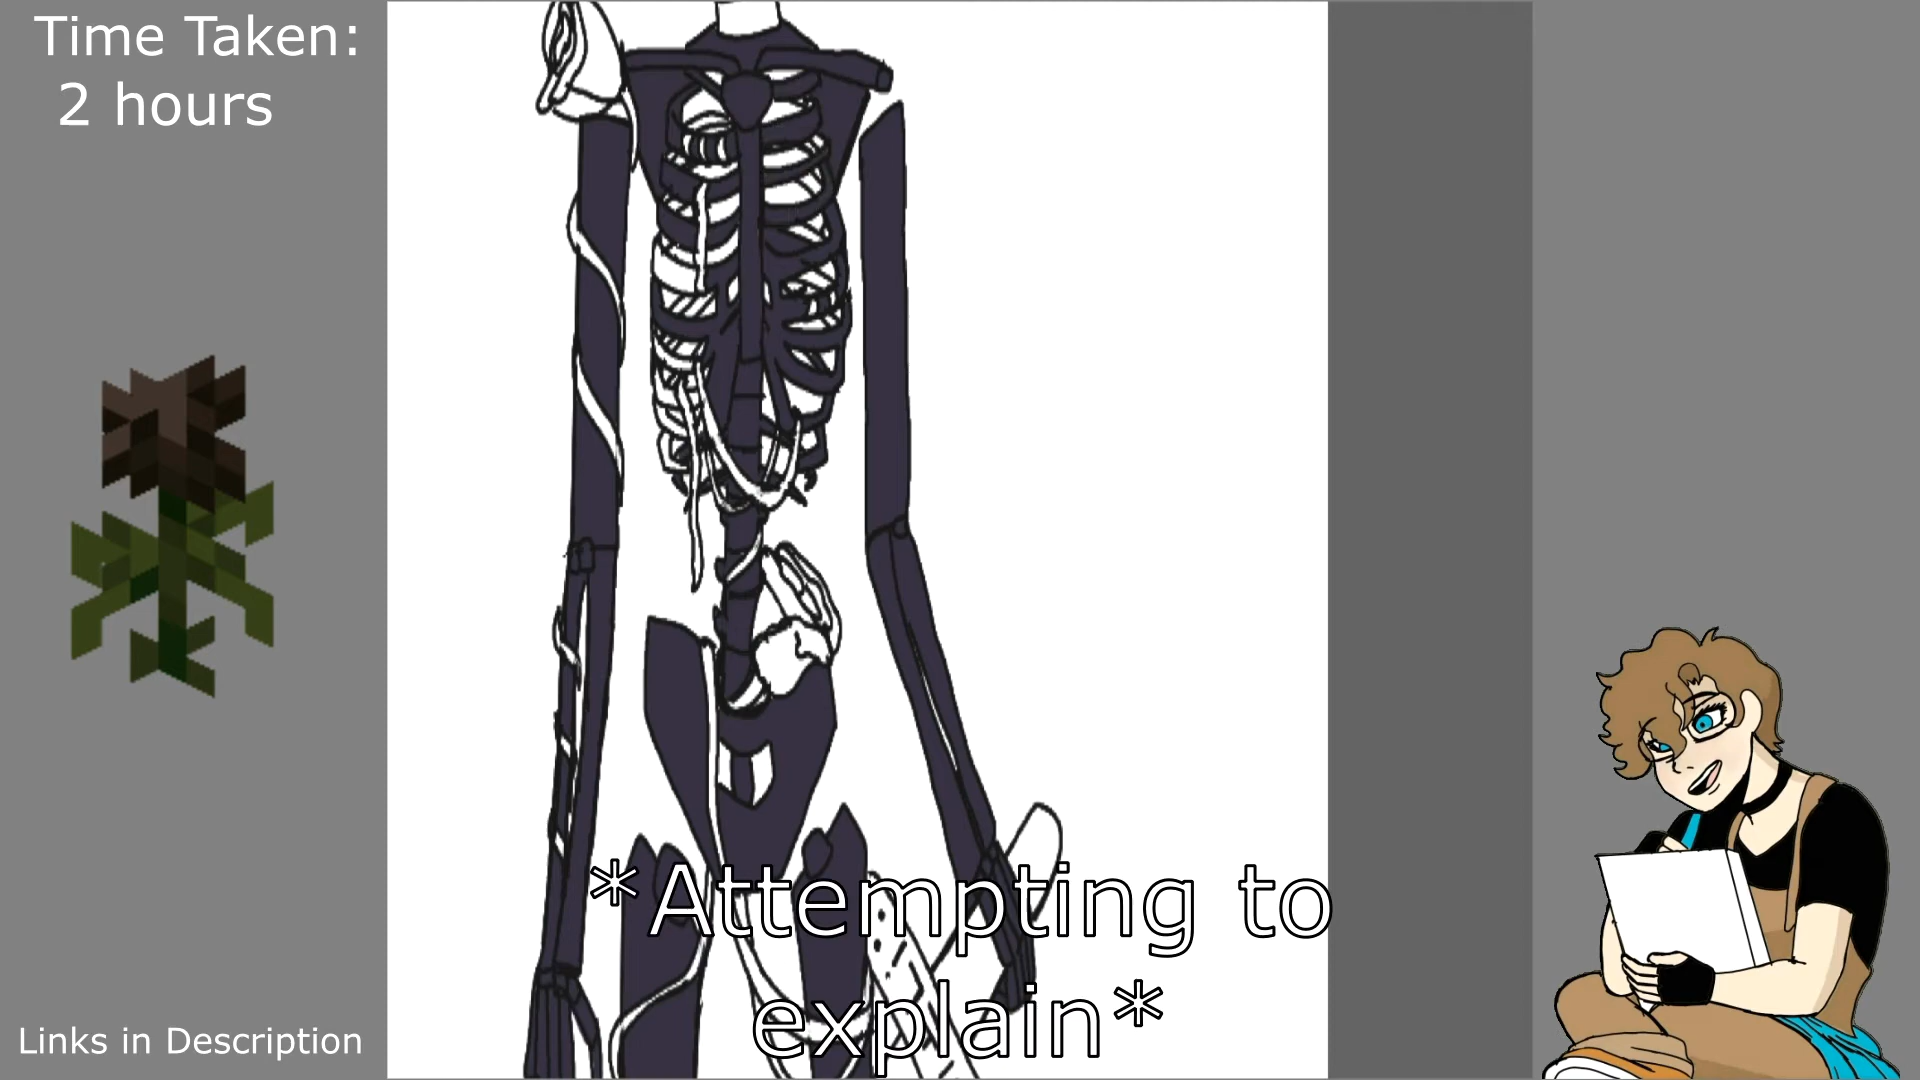 Time Taken:
2 hours
*Attempting to
explain*
Links in Description